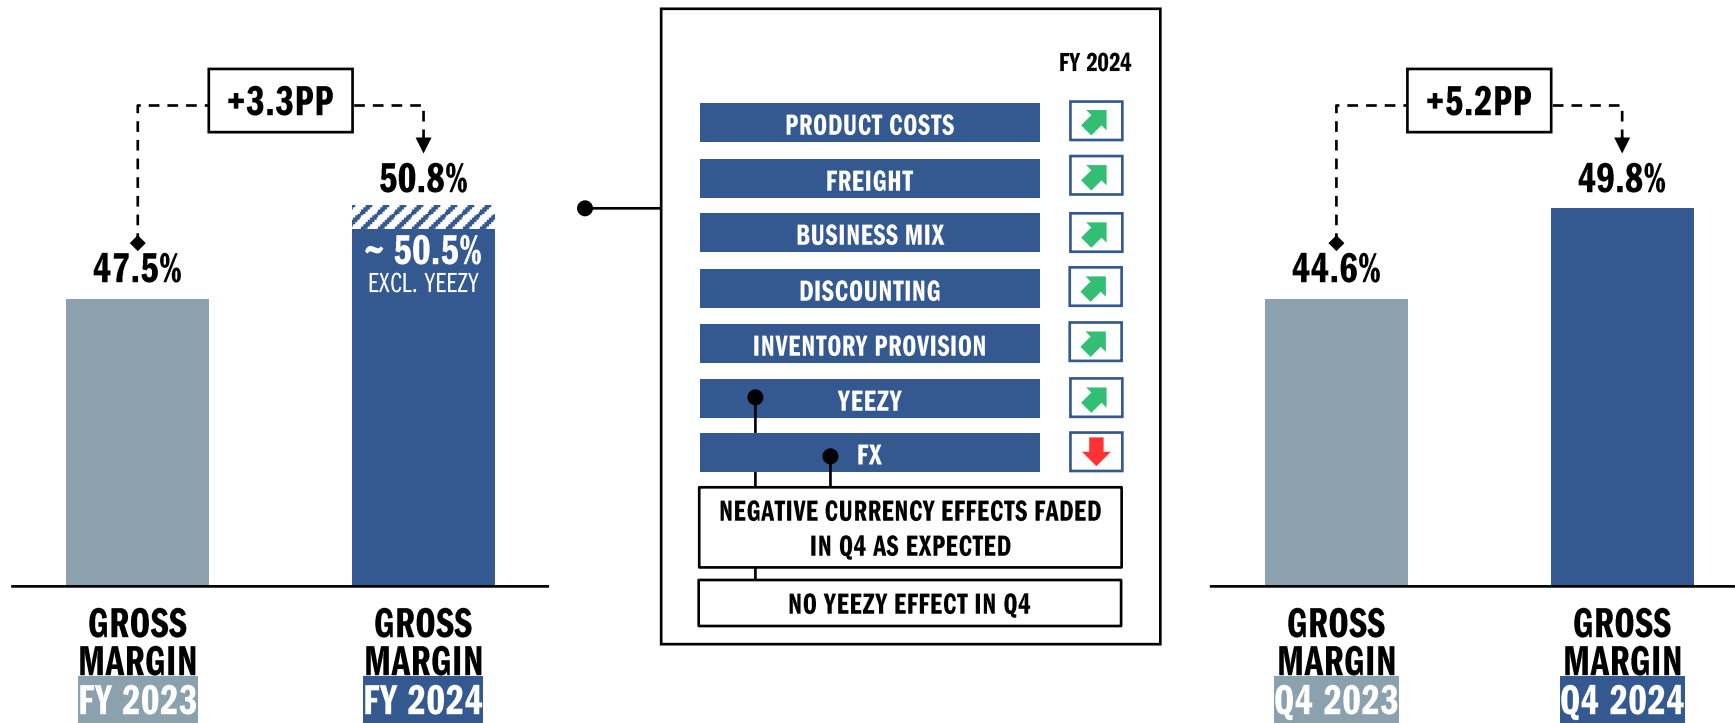 +3.3PP
50.8%
~ 50.5%
EXCL. YEEZY
47.5%
GROSS
MARGIN
FY 2023
GROSS
MARGIN
FY 2024
FY 2024
PRODUCT COSTS
FREIGHT
BUSINESS MIX
DISCOUNTING
INVENTORY PROVISION
YEEZY
FX
NEGATIVE CURRENCY EFFECTS FADED
IN Q4 AS EXPECTED
NO YEEZY EFFECT IN Q4
+5.2PP
49.8%
44.6%
GROSS
MARGIN
Q4 2023
GROSS
MARGIN
Q4 2024